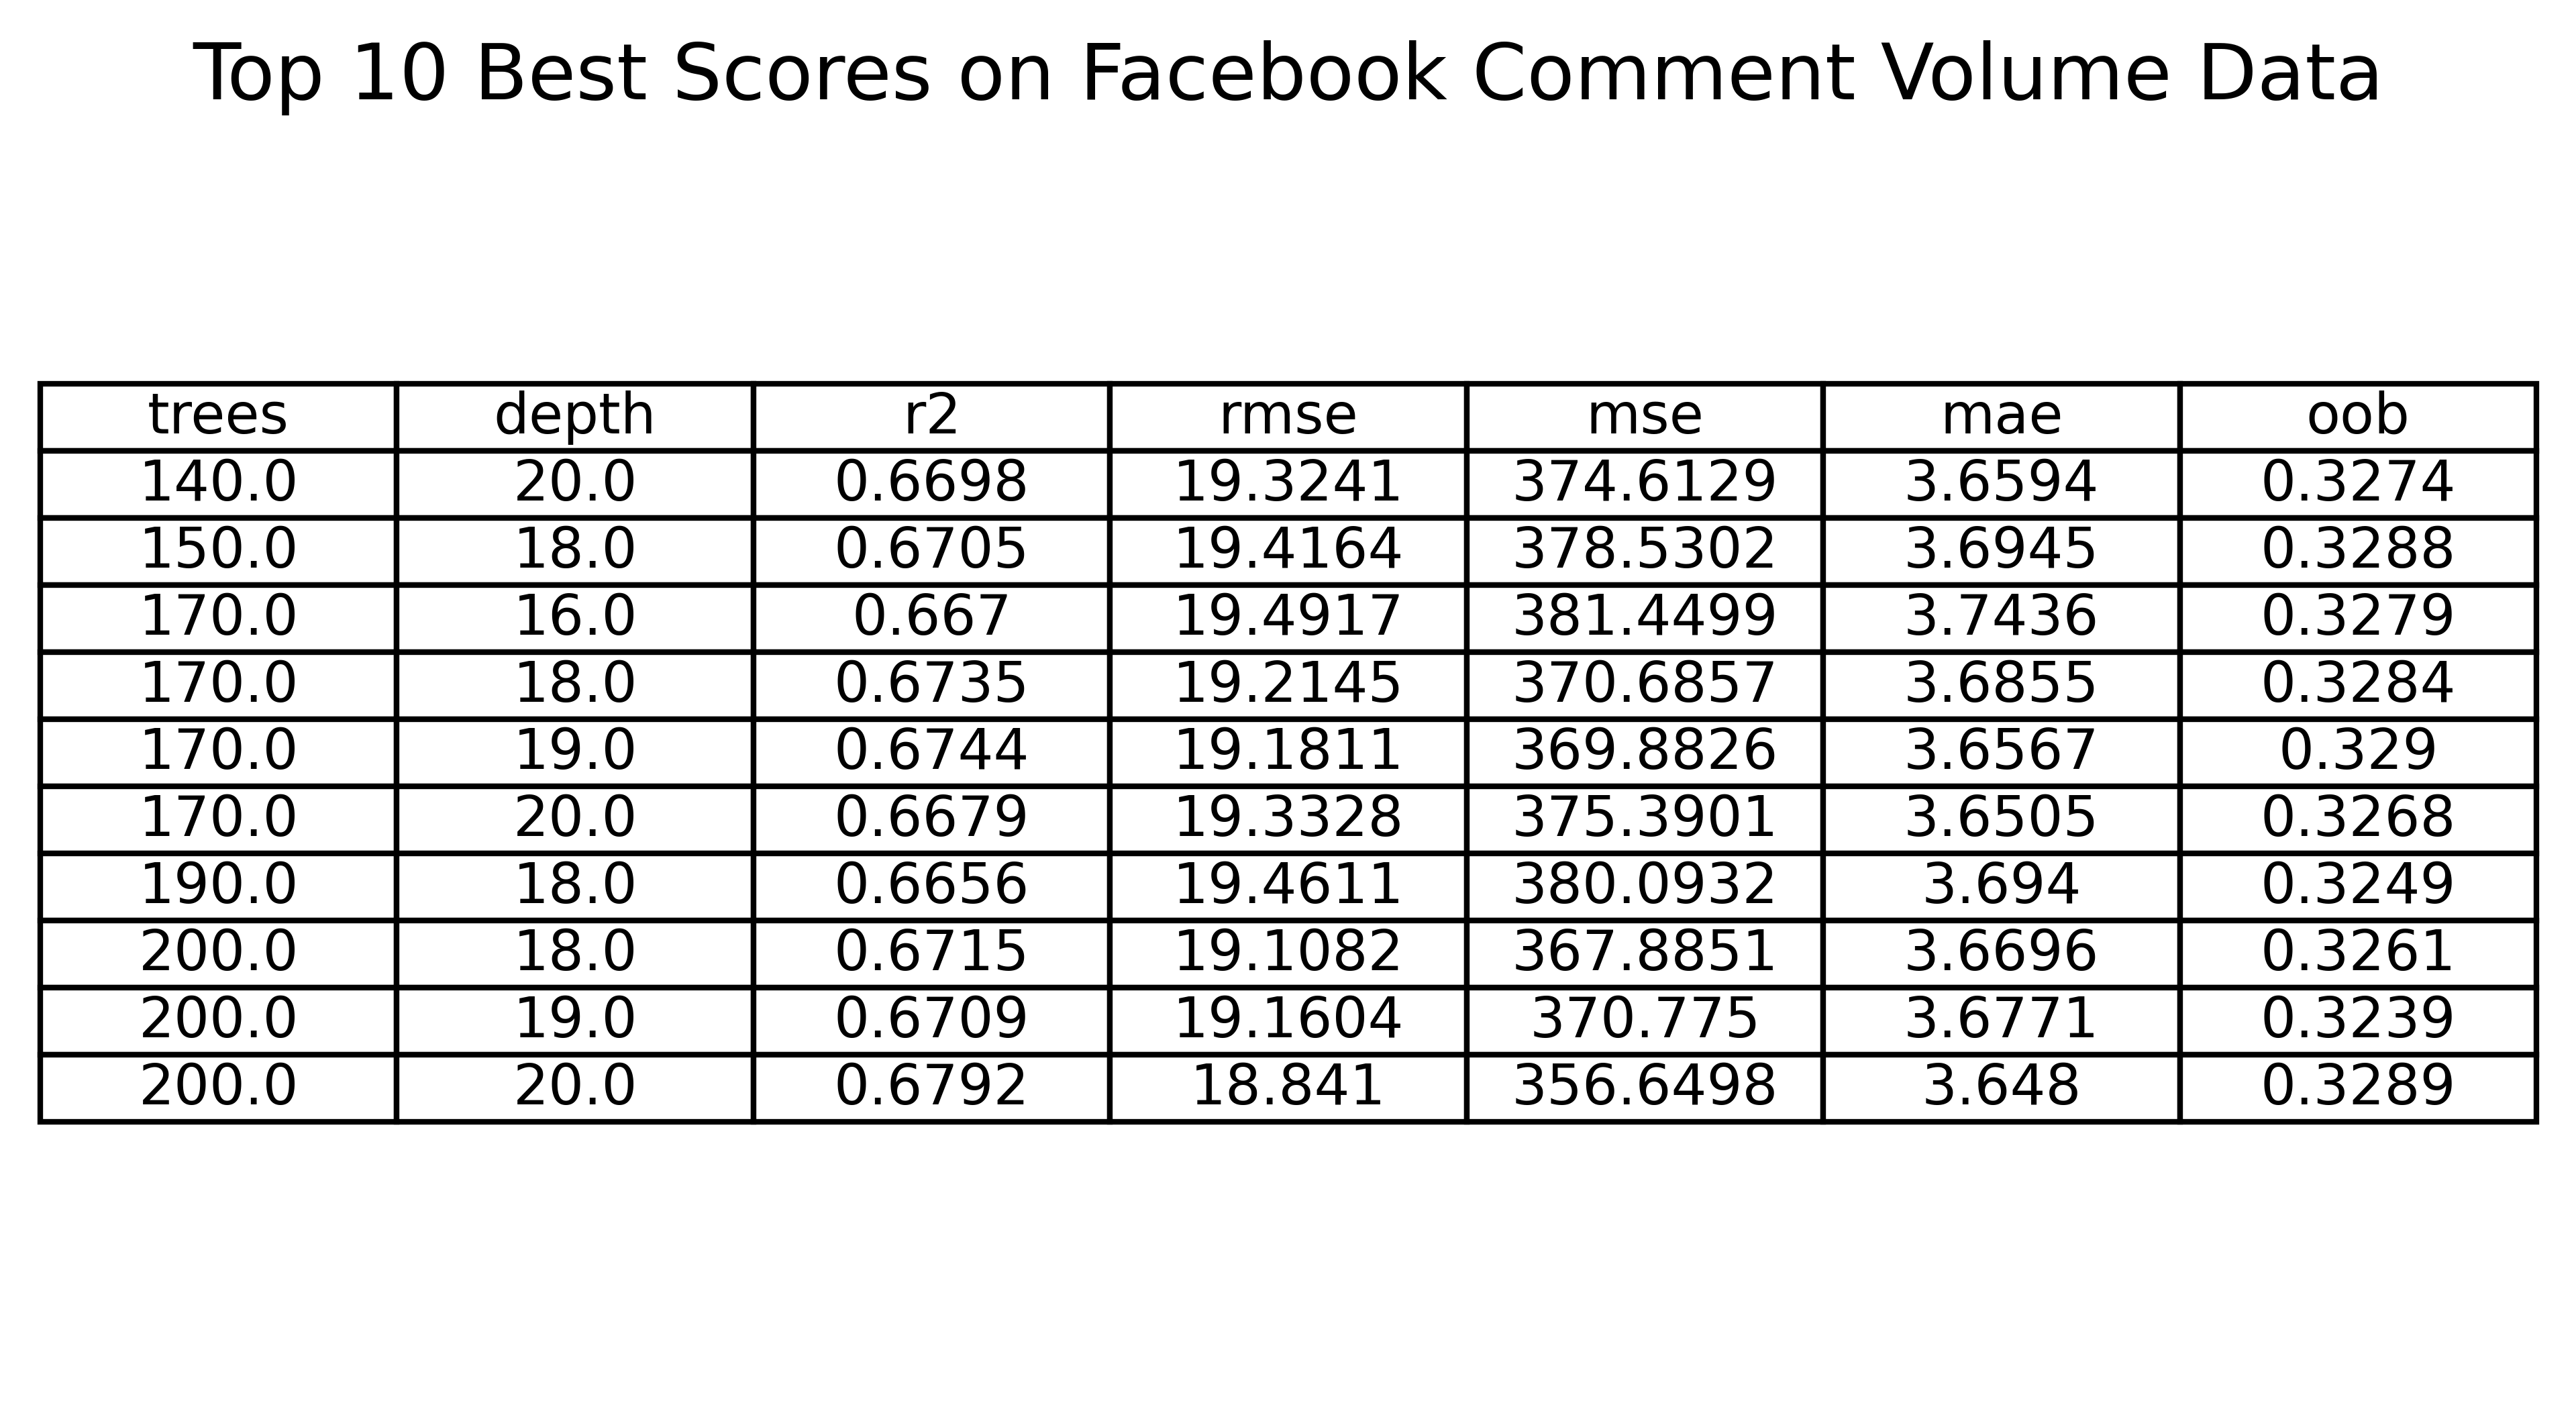 Top 10 Best Scores on Facebook Comment Volume Data
trees depth r2 rmse mse mae oob
140.0 20.0 0.6698 19.3241 374.6129 3.6594 0.3274
150.0 18.0 0.6705 19.4164 378.5302 3.6945 0.3288
170.0 16.0 0.667 19.4917 381.4499 3.7436 0.3279
170.0 18.0 0.6735 19.2145 370.6857 3.6855 0.3284
170.0 19.0 0.6744 19.1811 369.8826 3.6567 0.329
170.0 20.0 0.6679 19.3328 375.3901 3.6505 0.3268
190.0 18.0 0.6656 19.4611 380.0932 3.694 0.3249
200.0 18.0 0.6715 19.1082 367.8851 3.6696 0.3261
200.0 19.0 0.6709 19.1604 370.775 3.6771 0.3239
200.0 20.0 0.6792 18.841 356.6498 3.648 0.3289